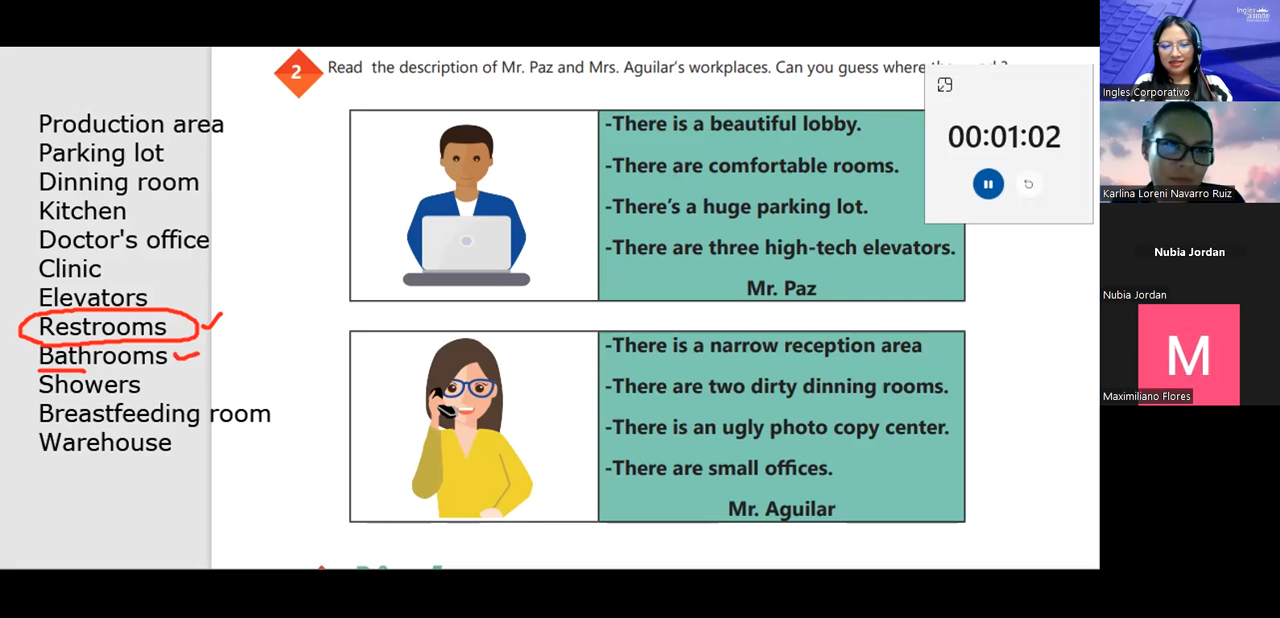 2
Read the description of Mr. Paz and Mrs. Aguilar's workplaces. Can you guess where
Production area
Parking lot
Dinning room
Kitchen
Doctor's office
Clinic
Elevators
Restrooms
Bathrooms
Showers
Breastfeeding room
Warehouse
-There is a beautiful lobby.
-There are comfortable rooms.
-There's a huge parking lot.
-There are three high-tech elevators.
Mr. Paz
-There is a narrow reception area
-There are two dirty dinning rooms.
-There is an ugly photo copy center.
-There are small offices.
Mr. Aguilar
00:01:02
Ingles Corporativo
Karlina Loreni Navarro Ruiz
Nubia Jordan
Nubia Jordan
M
Maximiliano Flores